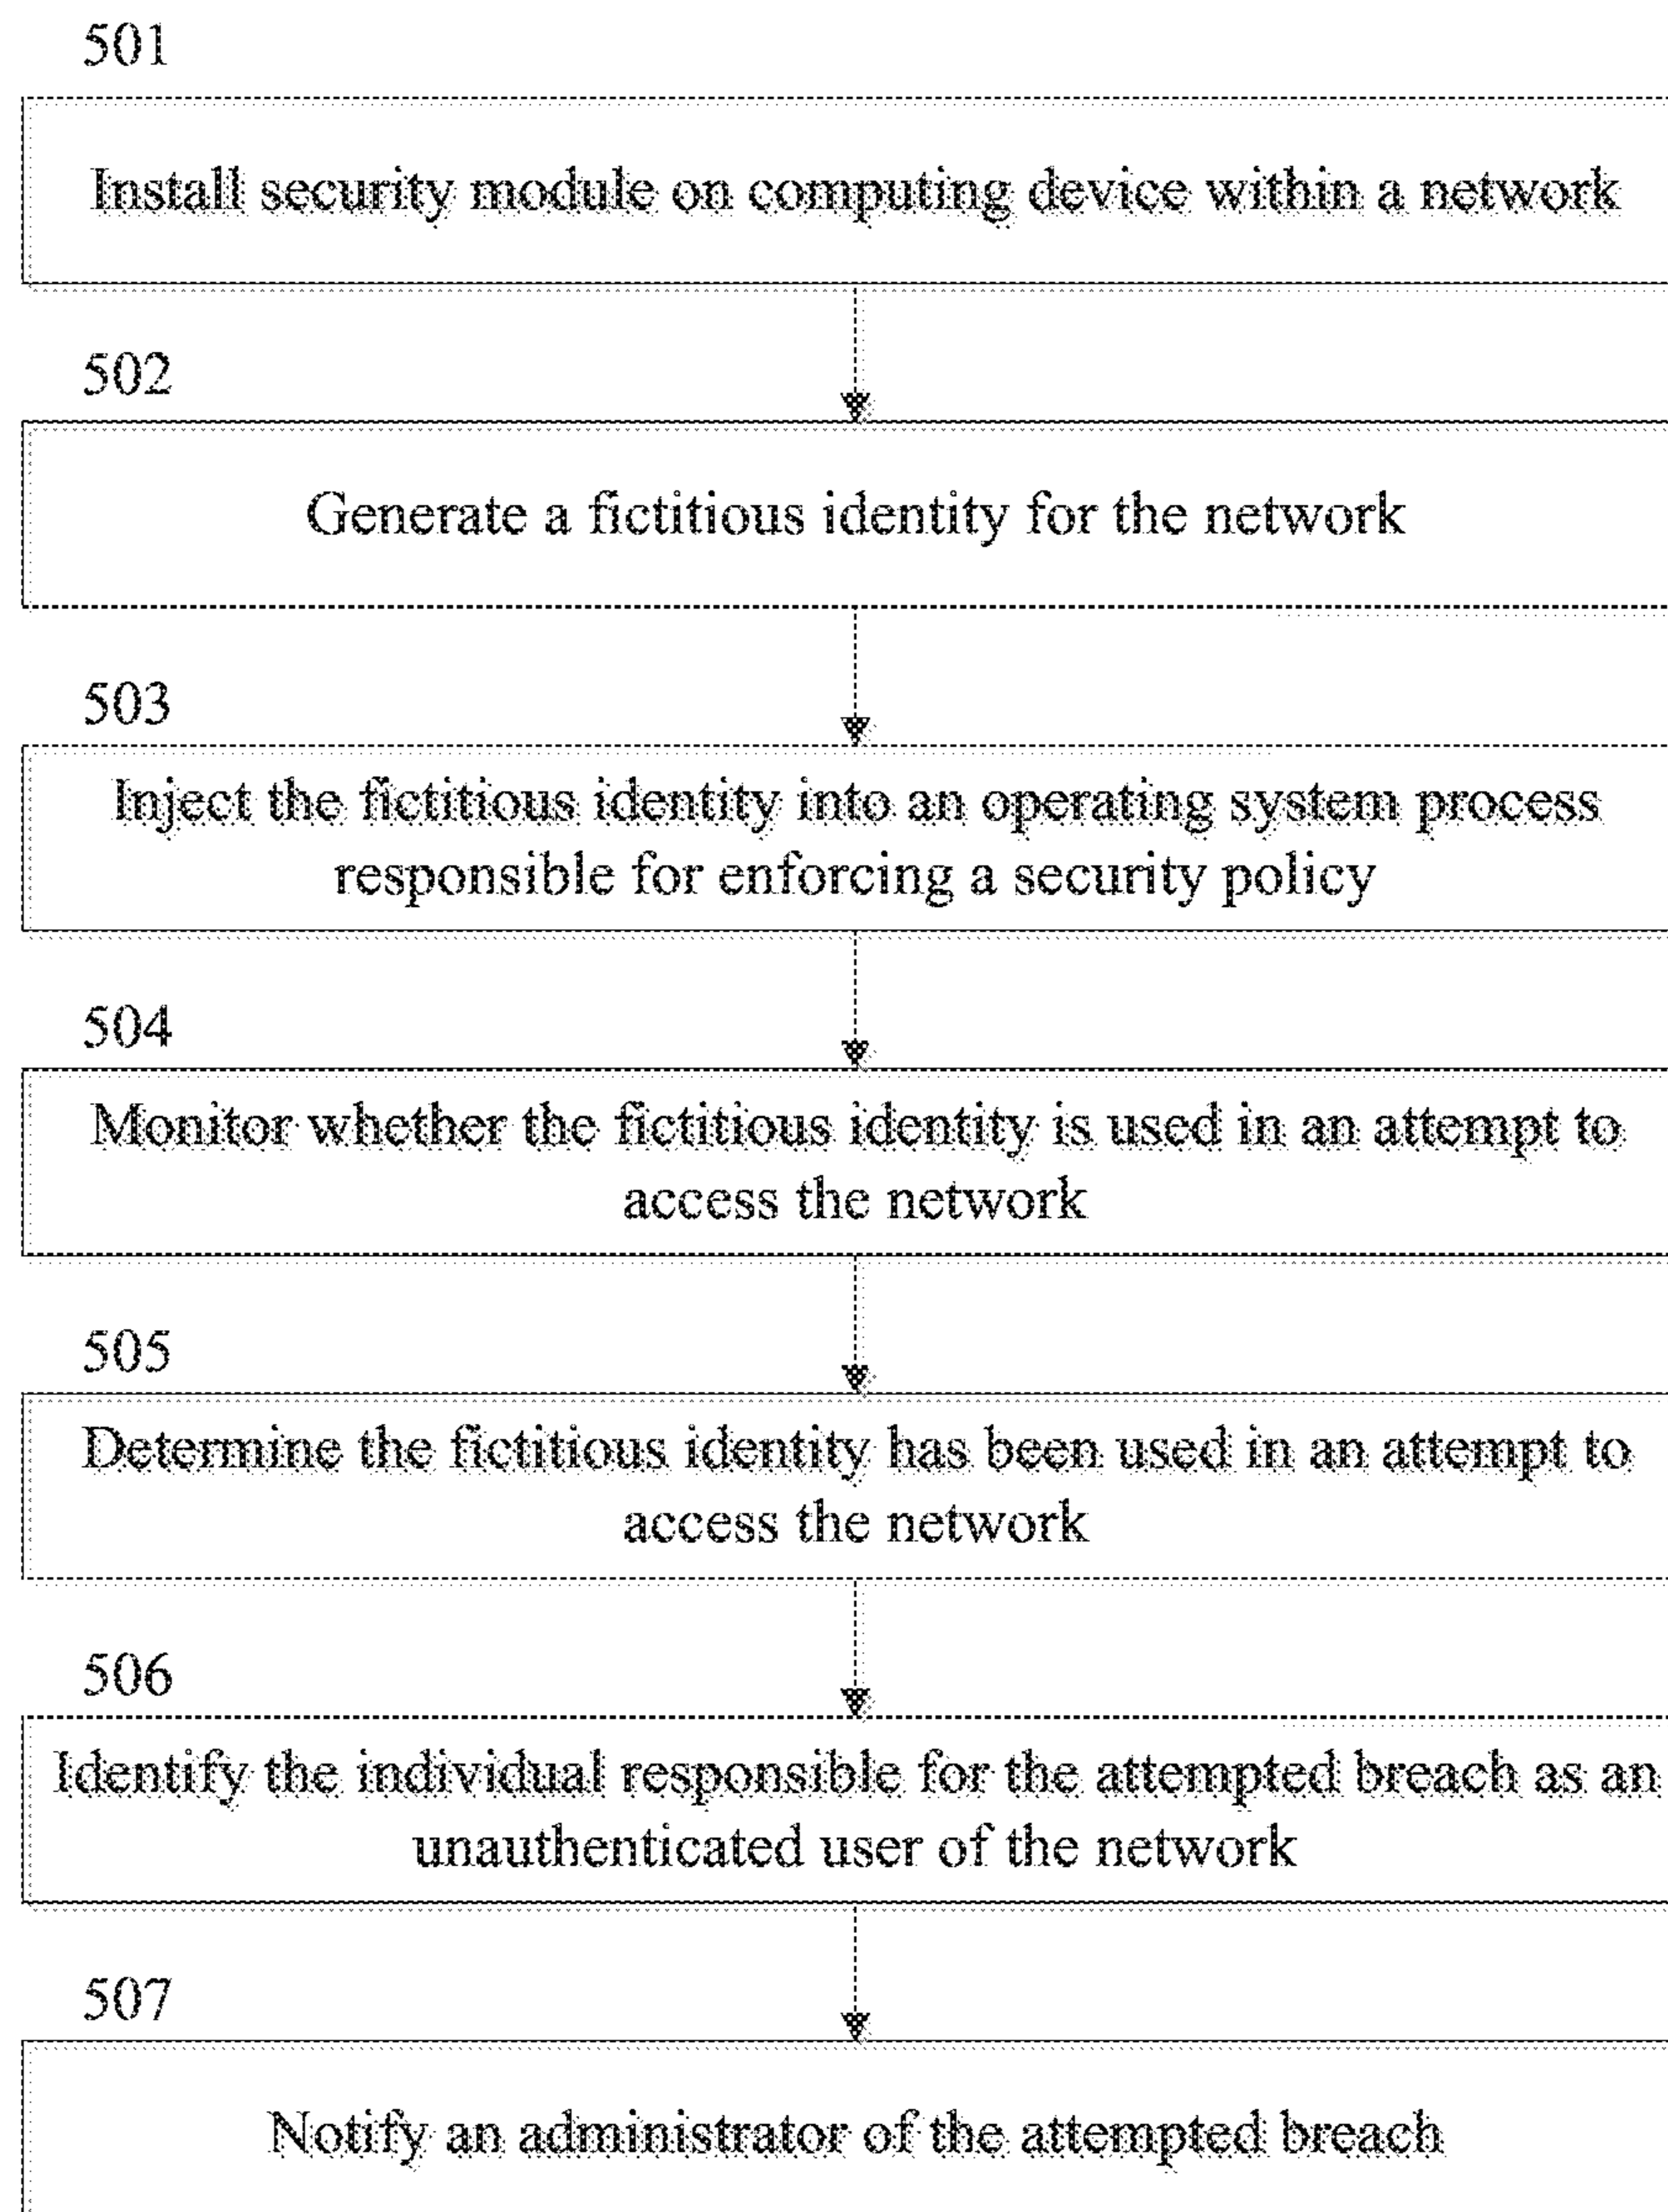 501
Install security module on computing device within a network
502
Generate a fictitious identity for the network
503
Inject the fictitious identity into an operating system process
responsible for enforcing a security policy
504
Monitor whether the fictitious identity is used in an attempt to
access the network
505
Determine the fictitious identity has been used in an attempt to
access the network
506
Identify the individual responsible for the attempted breach as an
unauthenticated user of the network
507
Notify an administrator of the attempted breach